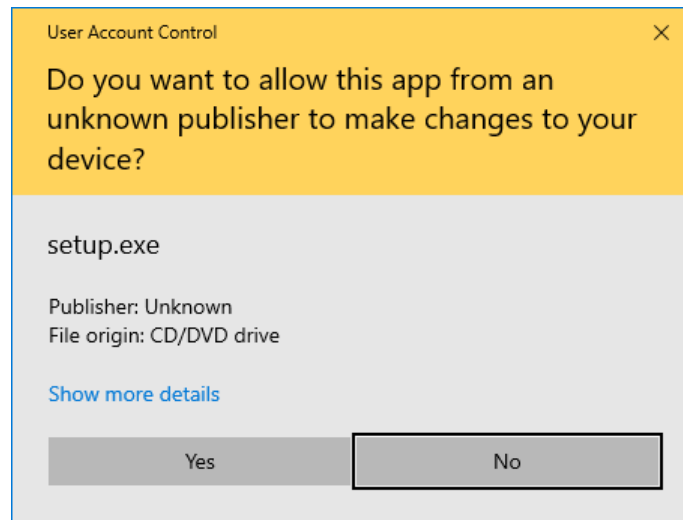 User Account Control
Do you want to allow this app from an
unknown publisher to make changes to your
device?
setup.exe
Publisher: Unknown
File origin: CD/DVD drive
Show more details
Yes
No